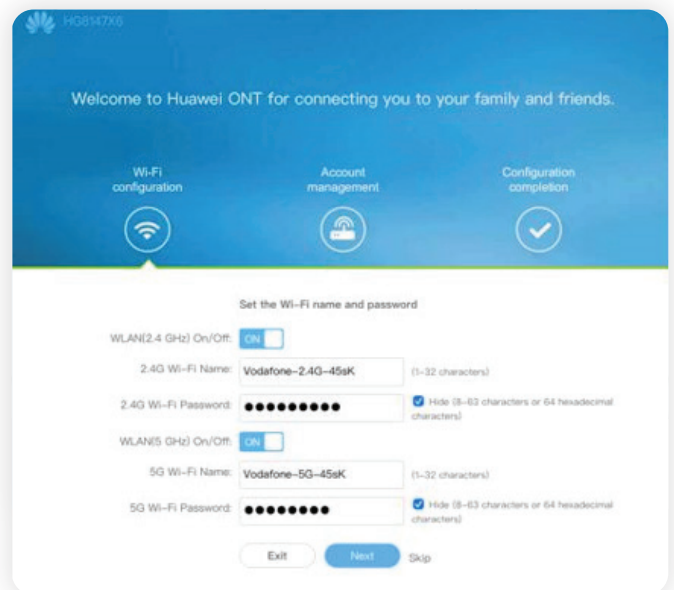 HG8147X6
Welcome to Huawei ONT for connecting you to your family and friends.
Wi-Fi
configuration
Account
management
Configuration
completion
Set the Wi-Fi name and password
WLAN(2.4 GHz) On/Off: ON
2.4G Wi-Fi Name: Vodafone-2.4G-45sK (1-32 characters)
2.4G Wi-Fi Password: ●●●●●●●●● Hide (8-63 characters or 64 hexadecimal
characters)
WLAN(5 GHz) On/Off: ON
5G Wi-Fi Name: Vodafone-5G-45sK (1-32 characters)
5G Wi-Fi Password: ●●●●●●●● Hide (8-63 characters or 64 hexadecimal
characters)
Exit Next Skip